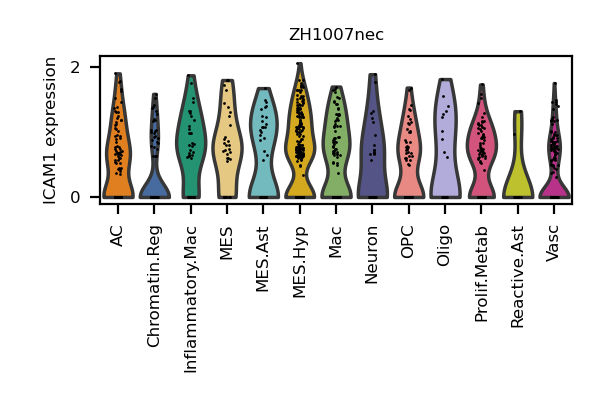 ZH1007nec
ICAM1 expression
2
0
AC
Chromatin.Reg
Inflammatory.Mac
MES
MES.Ast
MES.Hyp
Mac
Neuron
OPC
Oligo
Prolif.Metab
Reactive.Ast
Vasc